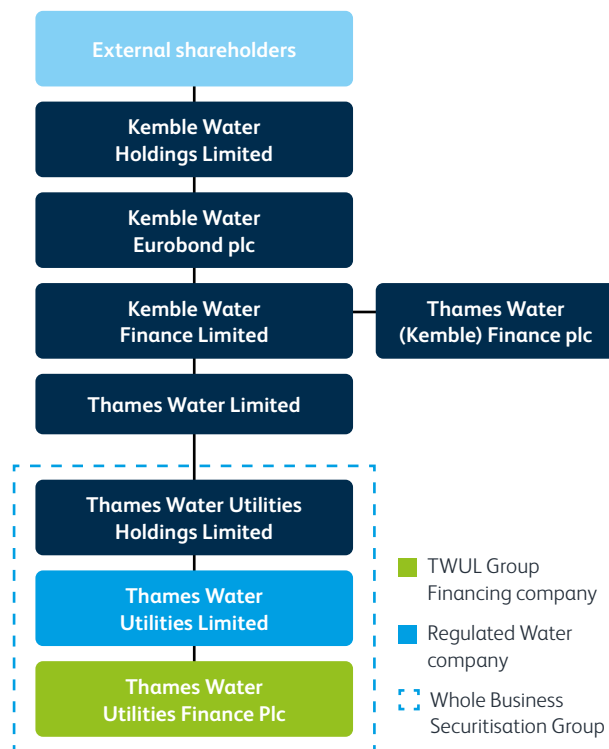 External shareholders
Kemble Water
Holdings Limited
Kemble Water
Eurobond plc
Kemble Water
Finance Limited
Thames Water
(Kemble) Finance plc
Thames Water Limited
Thames Water Utilities
Holdings Limited
Thames Water
Utilities Limited
Thames Water
Utilities Finance Plc
TWUL Group
Financing company
Regulated Water
company
Whole Business
Securitisation Group